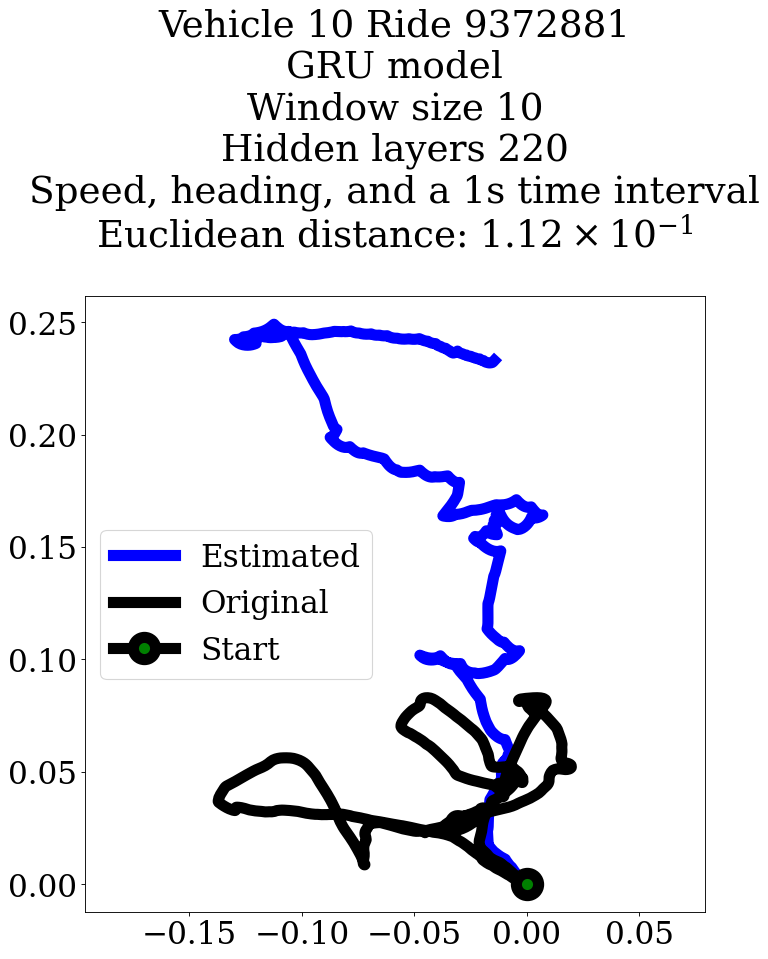 Vehicle 10 Ride 9372881
GRU model
Window size 10
Hidden layers 220
Speed, heading, and a 1s time interval
Euclidean distance: 1.12 × 10⁻¹
0.25
0.20
0.15
0.10
0.05
0.00
Estimated
Original
Start
−0.15 −0.10 −0.05 0.00 0.05